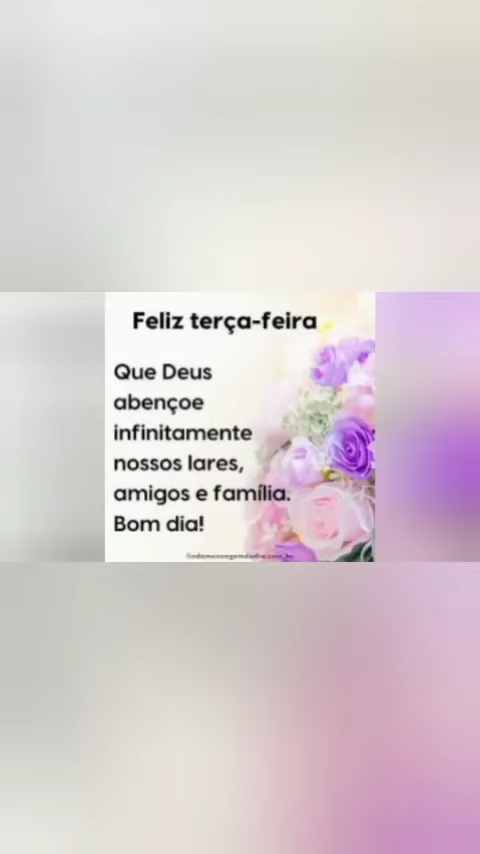 Feliz terça-feira
Que Deus
abençoe
infinitamente
nossos lares,
amigos e família.
Bom dia!